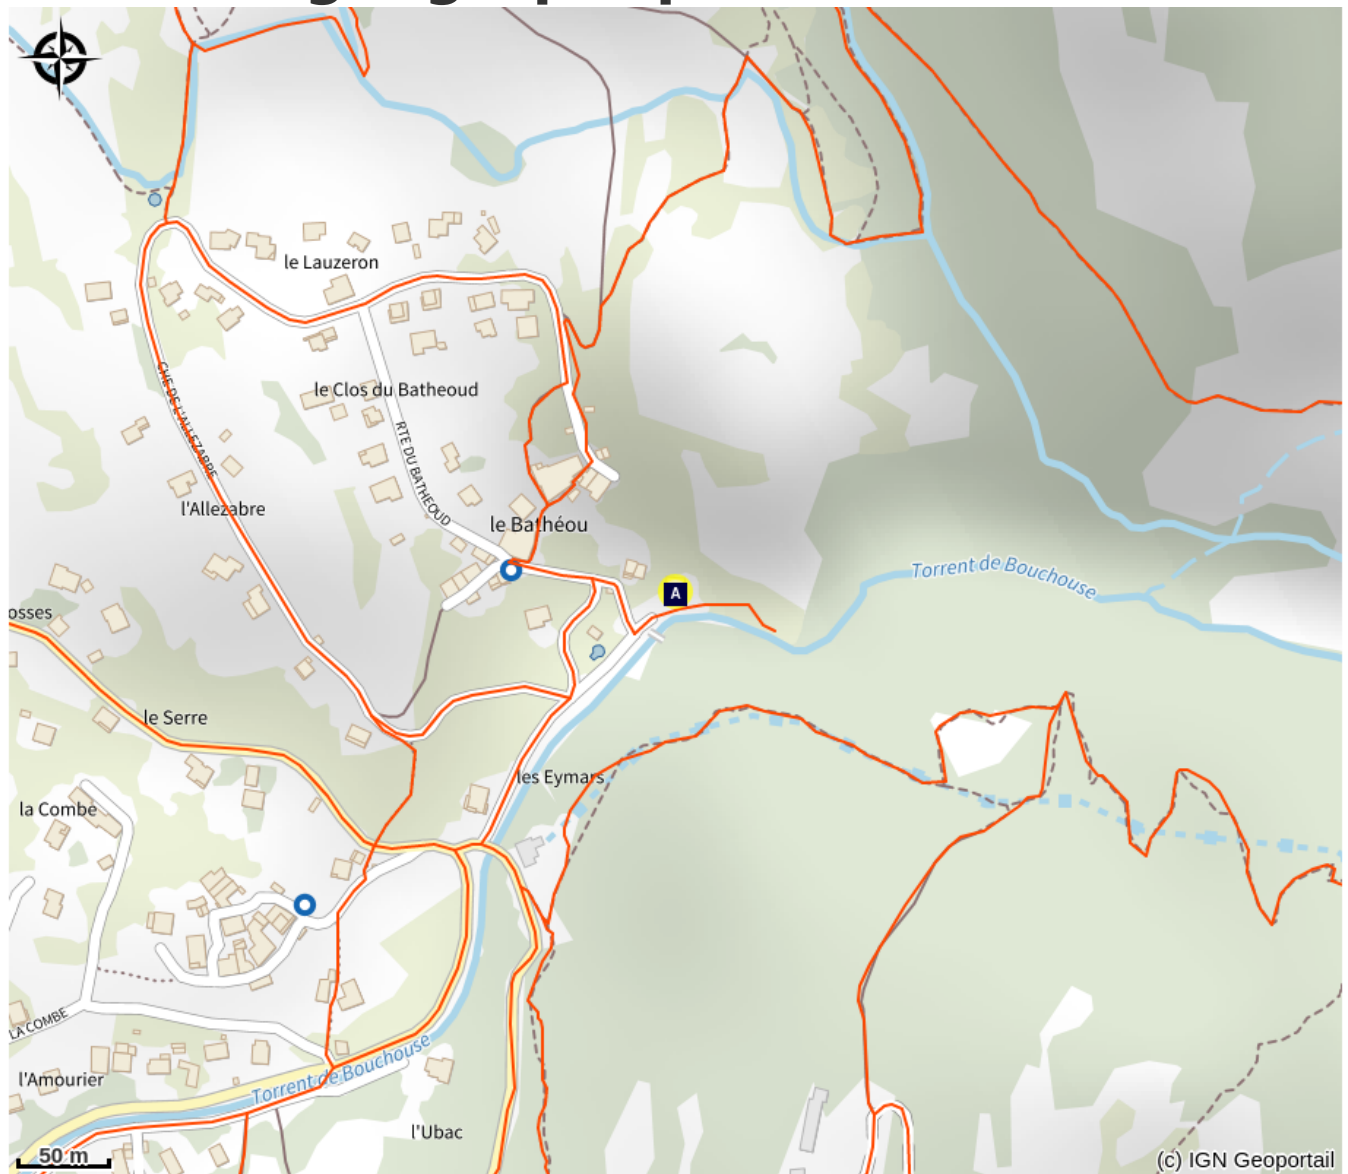 le Lauzeron
CHE DE L'ALLEZABRE
le Clos du Batheoud
RTE DU BATHEOUD
l'Allezabre
le Bathéou
Torrent de Bouchouse
A
osses
le Serre
les Eymars
la Combe
LA COMBE
Torrent de Bouchouse
l'Amourier
l'Ubac
50 m
(c) IGN Geoportail